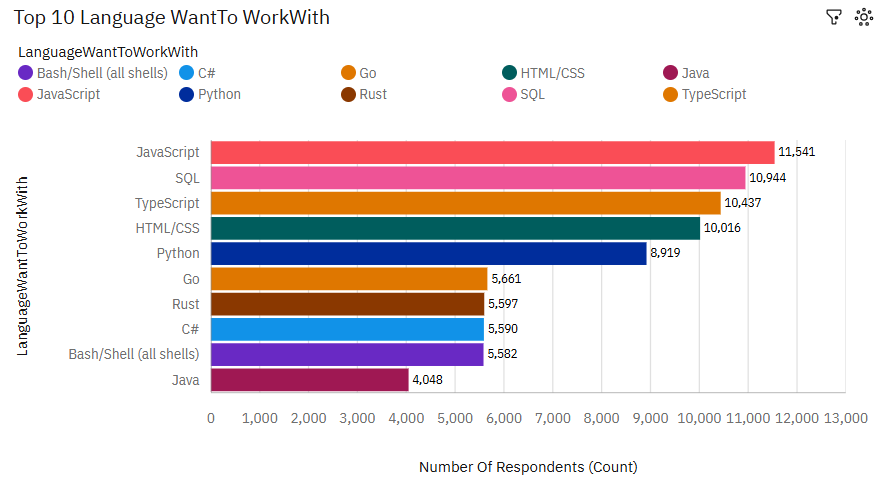 Top 10 Language WantTo WorkWith
LanguageWantToWorkWith
Bash/Shell (all shells) C# Go HTML/CSS Java
JavaScript Python Rust SQL TypeScript
LanguageWantToWorkWith
JavaScript 11,541
SQL 10,944
TypeScript 10,437
HTML/CSS 10,016
Python 8,919
Go 5,661
Rust 5,597
C# 5,590
Bash/Shell (all shells) 5,582
Java 4,048
0 1,000 2,000 3,000 4,000 5,000 6,000 7,000 8,000 9,000 10,000 11,000 12,000 13,000
Number Of Respondents (Count)